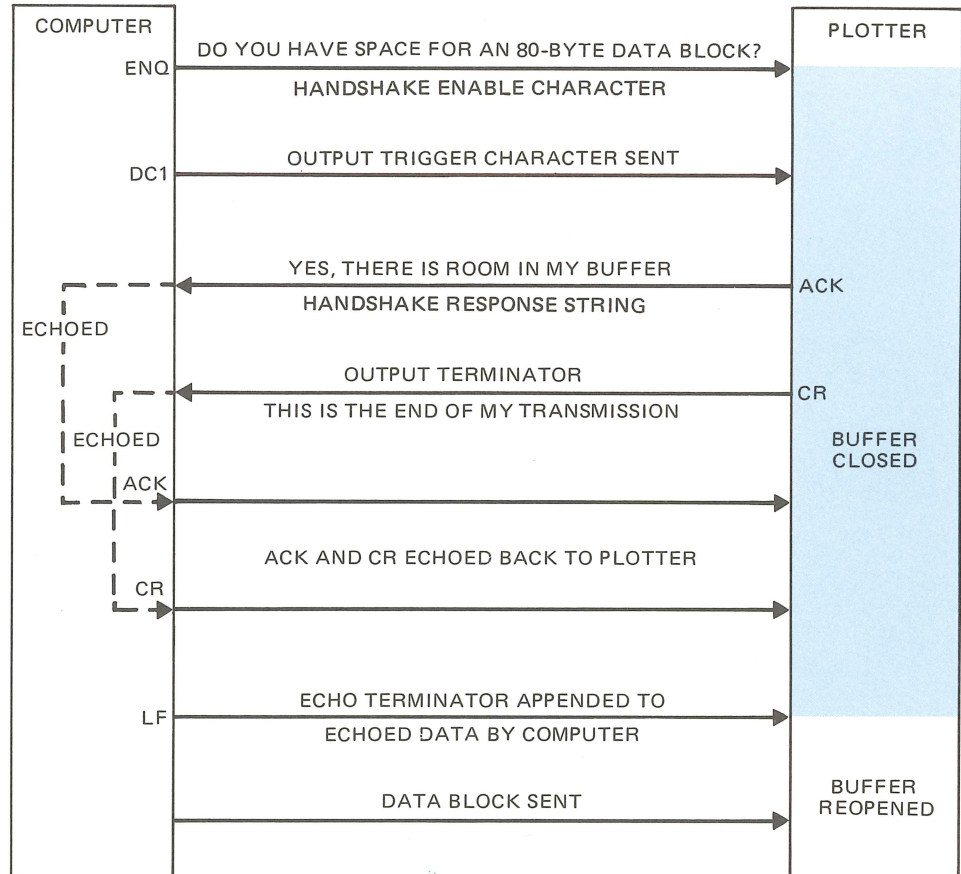 COMPUTER
PLOTTER
DO YOU HAVE SPACE FOR AN 80-BYTE DATA BLOCK?
ENQ
HANDSHAKE ENABLE CHARACTER
OUTPUT TRIGGER CHARACTER SENT
DC1
YES, THERE IS ROOM IN MY BUFFER
ACK
HANDSHAKE RESPONSE STRING
ECHOED
OUTPUT TERMINATOR
CR
THIS IS THE END OF MY TRANSMISSION
ECHOED
BUFFER
CLOSED
ACK
ACK AND CR ECHOED BACK TO PLOTTER
CR
ECHO TERMINATOR APPENDED TO
LF
ECHOED DATA BY COMPUTER
DATA BLOCK SENT
BUFFER
REOPENED